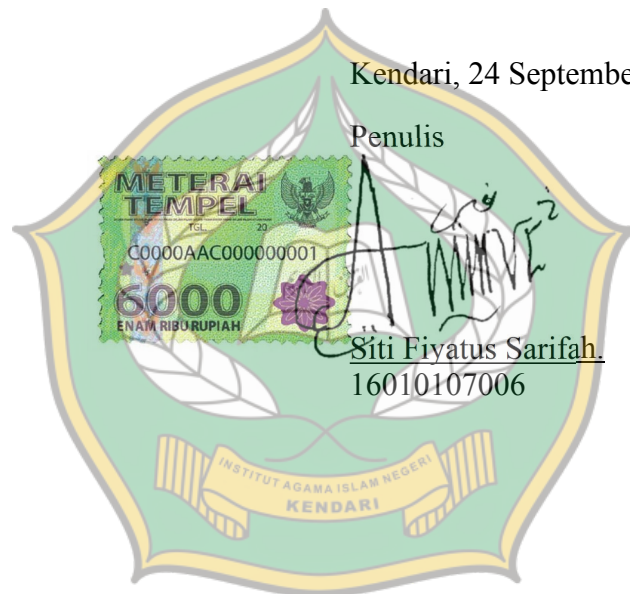 Kendari, 24 Septembe
Penulis
METERAI
TEMPEL
TGL. 20
C0000AAC000000001
6000
ENAM RIBU RUPIAH
Siti Fiyatus Sarifah.
16010107006
INSTITUT AGAMA ISLAM NEGERI
KENDARI